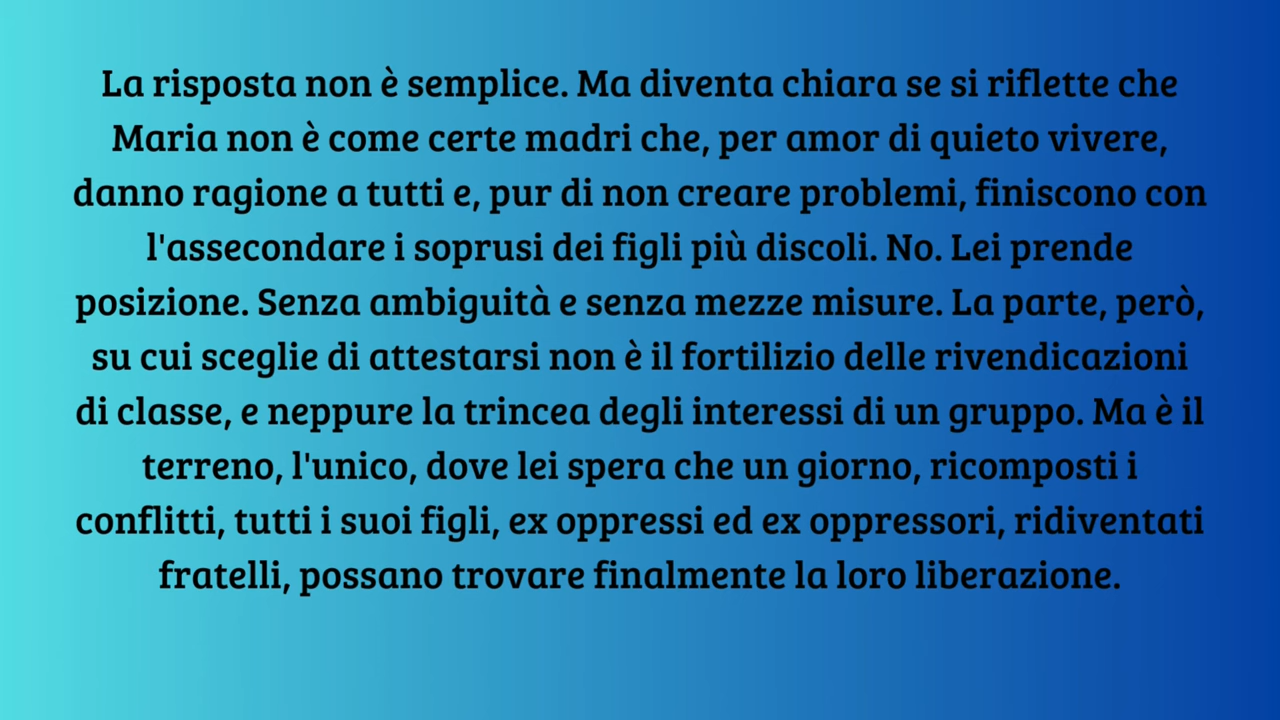 La risposta non è semplice. Ma diventa chiara se si riflette che
Maria non è come certe madri che, per amor di quieto vivere,
danno ragione a tutti e, pur di non creare problemi, finiscono con
l'assecondare i soprusi dei figli più discoli. No. Lei prende
posizione. Senza ambiguità e senza mezze misure. La parte, però,
su cui sceglie di attestarsi non è il fortilizio delle rivendicazioni
di classe, e neppure la trincea degli interessi di un gruppo. Ma è il
terreno, l'unico, dove lei spera che un giorno, ricomposti i
conflitti, tutti i suoi figli, ex oppressi ed ex oppressori, ridiventati
fratelli, possano trovare finalmente la loro liberazione.